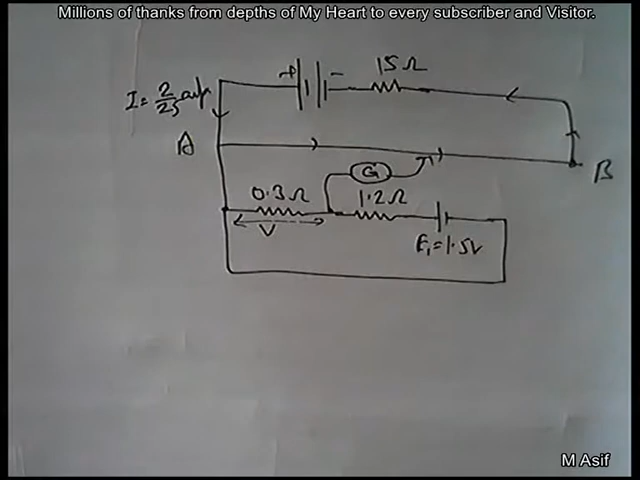 Millions of thanks from depths of My Heart to every subscriber and Visitor.
+ - 15Ω
I = 2/25 amp
A
B
G
0.3Ω 1.2Ω
V
E₁=1.5V
M Asif